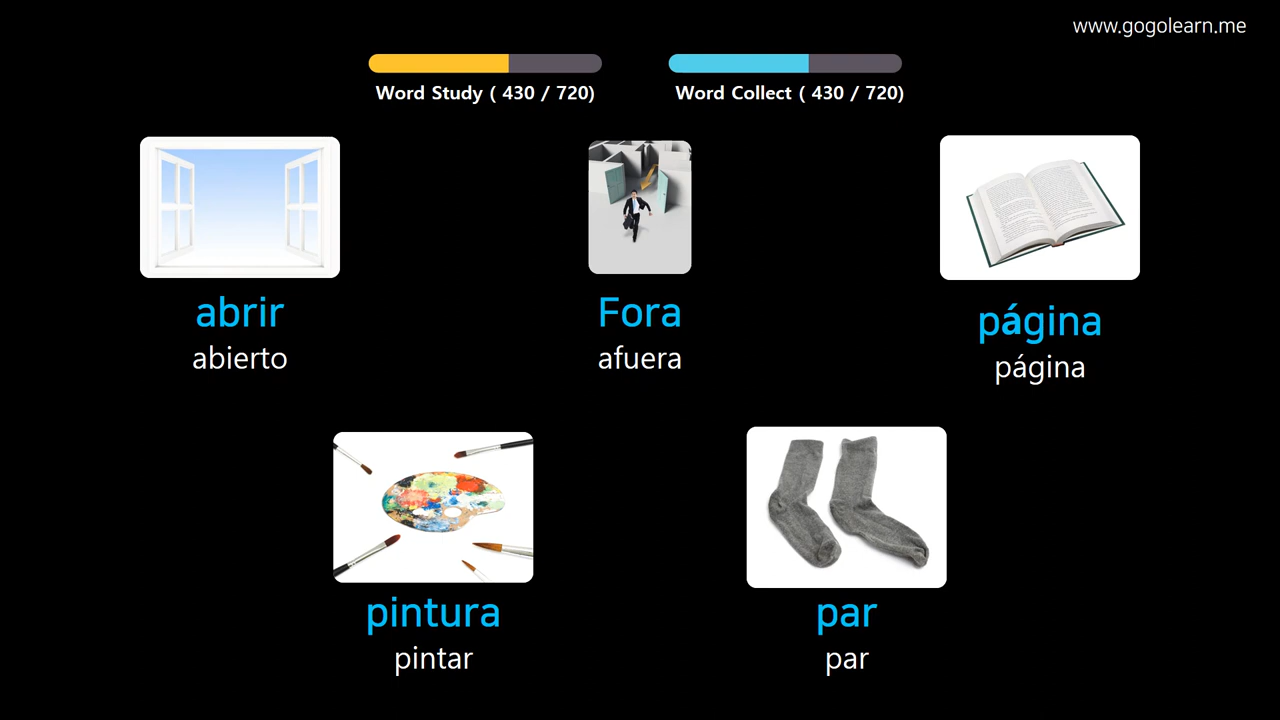 www.gogolearn.me
Word Study ( 430 / 720)
Word Collect ( 430 / 720)
abrir
abierto
Fora
afuera
página
página
pintura
pintar
par
par